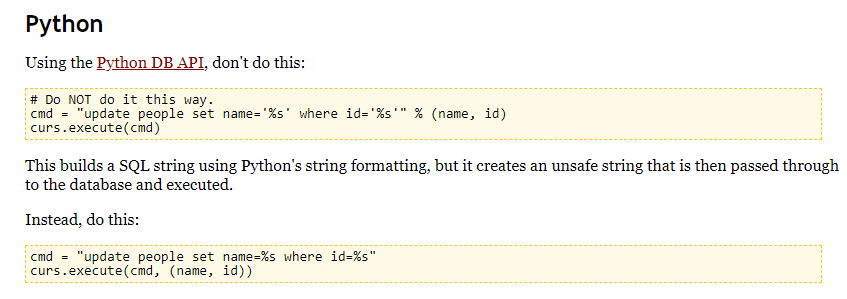 Python
Using the Python DB API, don't do this:
# Do NOT do it this way.
cmd = "update people set name='%s' where id='%s'" % (name, id)
curs.execute(cmd)
This builds a SQL string using Python's string formatting, but it creates an unsafe string that is then passed through
to the database and executed.
Instead, do this:
cmd = "update people set name=%s where id=%s"
curs.execute(cmd, (name, id))